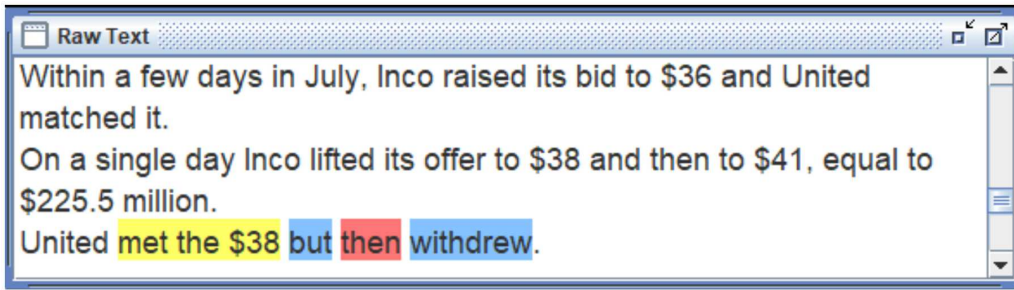 Raw Text
Within a few days in July, Inco raised its bid to $36 and United
matched it.
On a single day Inco lifted its offer to $38 and then to $41, equal to
$225.5 million.
United met the $38 but then withdrew.